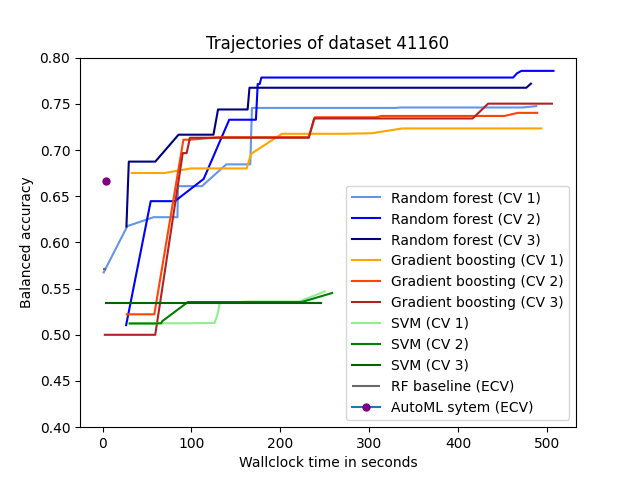 Trajectories of dataset 41160
0.80
0.75
0.70
0.65
0.60
0.55
0.50
0.45
0.40
Balanced accuracy
Random forest (CV 1)
Random forest (CV 2)
Random forest (CV 3)
Gradient boosting (CV 1)
Gradient boosting (CV 2)
Gradient boosting (CV 3)
SVM (CV 1)
SVM (CV 2)
SVM (CV 3)
RF baseline (ECV)
AutoML sytem (ECV)
0 100 200 300 400 500
Wallclock time in seconds